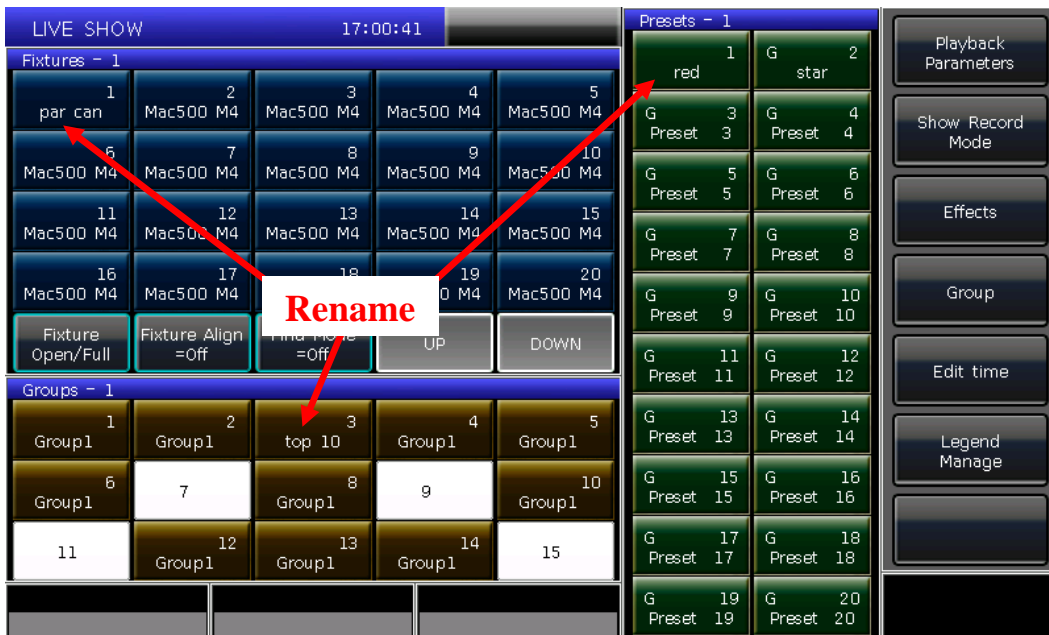 LIVE SHOW 17:00:41
Fixtures - 1
1
par can
2
Mac500 M4
3
Mac500 M4
4
Mac500 M4
5
Mac500 M4
6
Mac500 M4
7
Mac500 M4
8
Mac500 M4
9
Mac500 M4
10
Mac500 M4
11
Mac500 M4
12
Mac500 M4
13
Mac500 M4
14
Mac500 M4
15
Mac500 M4
16
Mac500 M4
17
Mac500 M4
18
19
0 M4
20
Mac500 M4
Rename
Fixture
Open/Full
Fixture Align
=Off
=Off
UP
DOWN
Groups - 1
1
Group1
2
Group1
3
top 10
4
Group1
5
Group1
6
Group1
7
8
Group1
9
10
Group1
11
12
Group1
13
Group1
14
Group1
15
Presets - 1
1
red
G 2
star
G 3
Preset 3
G 4
Preset 4
G 5
Preset 5
G 6
Preset 6
G 7
Preset 7
G 8
Preset 8
G 9
Preset 9
G 10
Preset 10
G 11
Preset 11
G 12
Preset 12
G 13
Preset 13
G 14
Preset 14
G 15
Preset 15
G 16
Preset 16
G 17
Preset 17
G 18
Preset 18
G 19
Preset 19
G 20
Preset 20
Playback
Parameters
Show Record
Mode
Effects
Group
Edit time
Legend
Manage